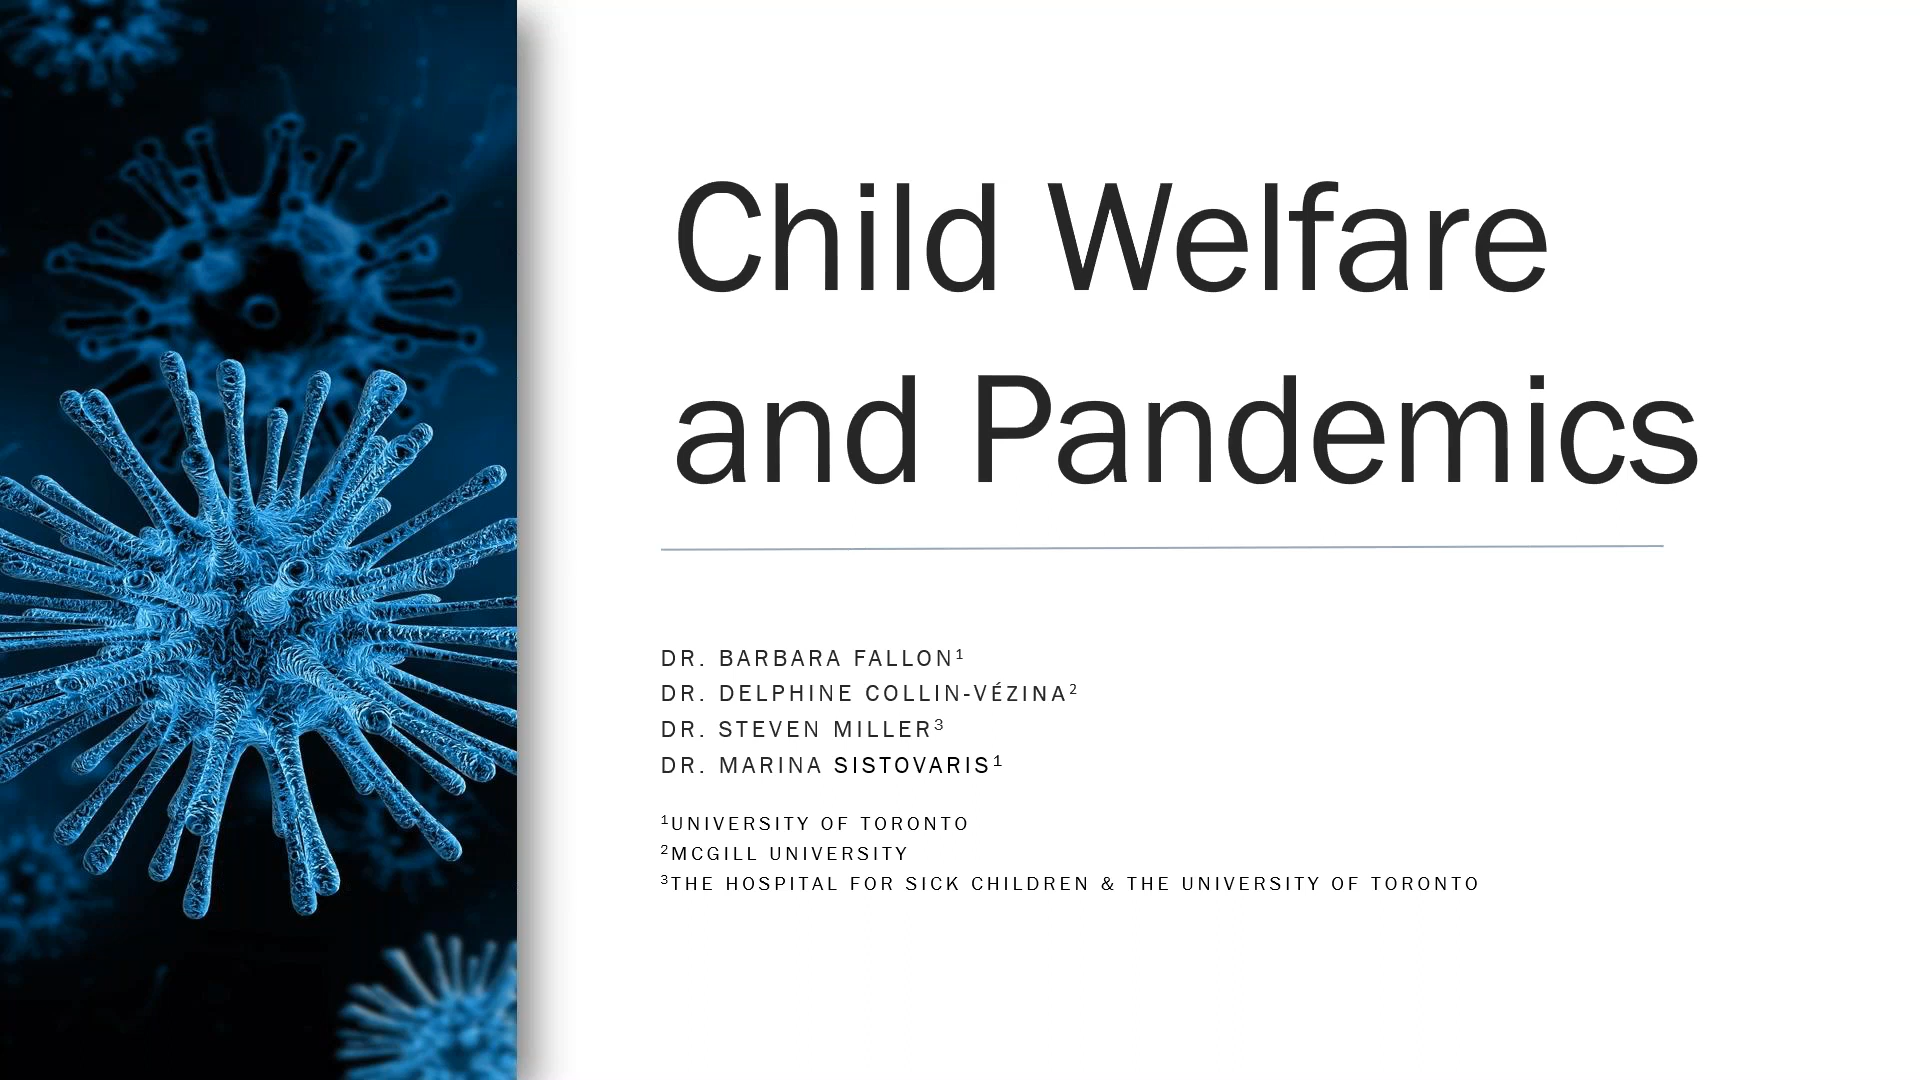 Child Welfare
and Pandemics
DR. BARBARA FALLON¹
DR. DELPHINE COLLIN-VÉZINA²
DR. STEVEN MILLER³
DR. MARINA SISTOVARIS¹
¹UNIVERSITY OF TORONTO
²MCGILL UNIVERSITY
³THE HOSPITAL FOR SICK CHILDREN & THE UNIVERSITY OF TORONTO